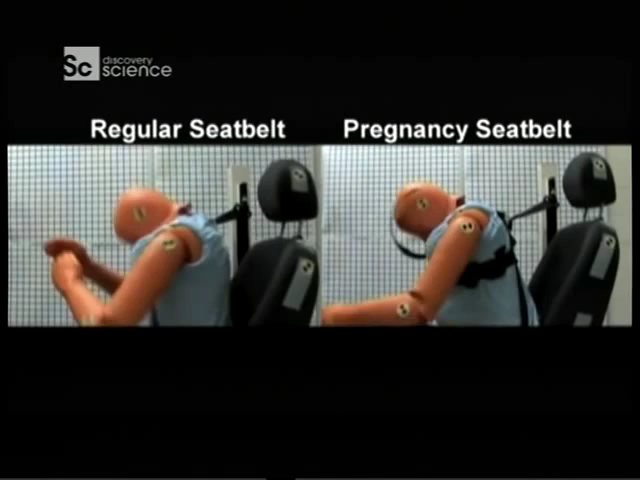 Sc discovery
science
Regular Seatbelt
Pregnancy Seatbelt